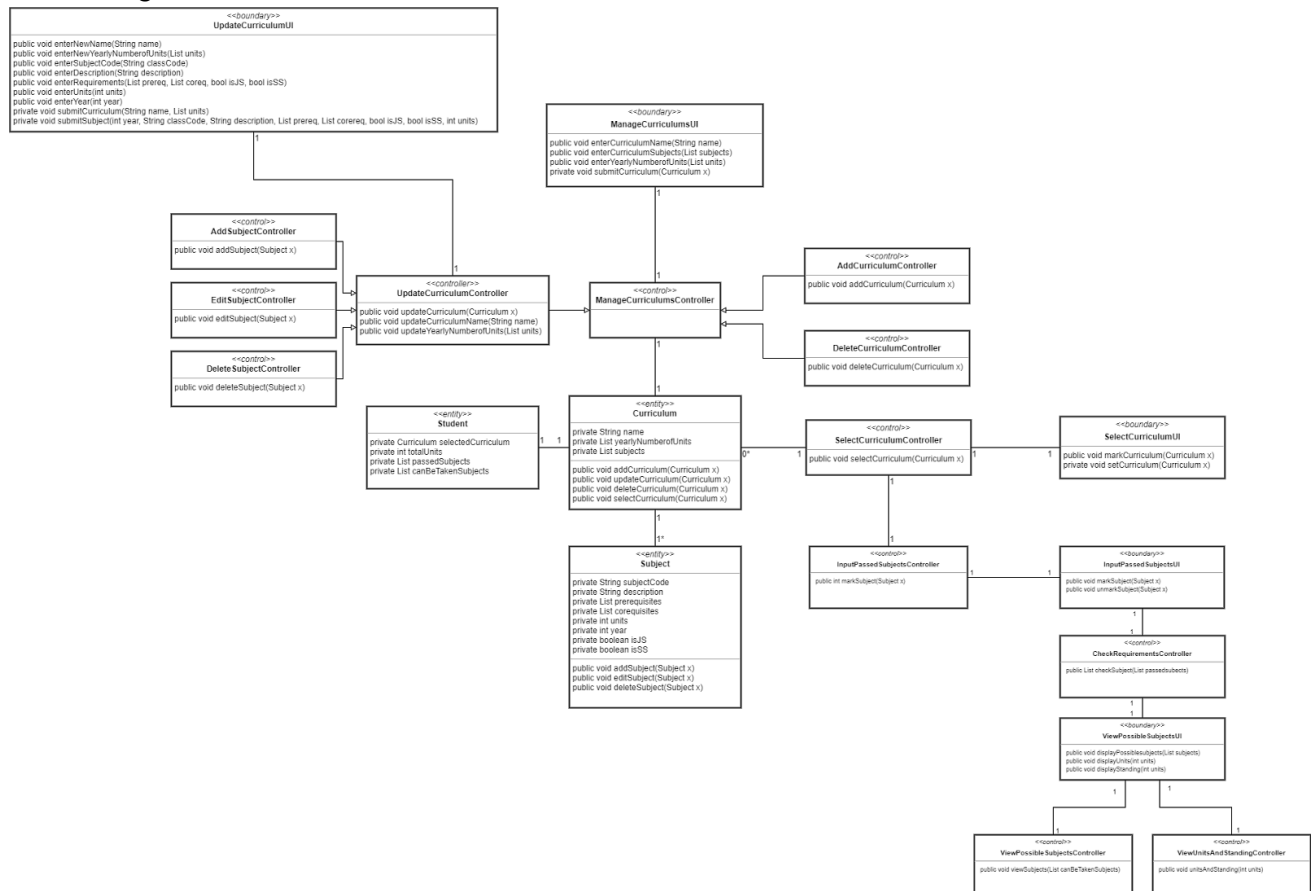 <<boundary>>
UpdateCurriculumUI
public void enterNewName(String name)
public void enterNewYearlyNumberofUnits(List units)
public void enterSubjectCode(String classCode)
public void enterDescription(String description)
public void enterRequirements(List prereq, List coreq, bool isJS, bool isSS)
public void enterUnits(int units)
public void enterYear(int year)
private void submitCurriculum(String name, List units)
private void submitSubject(int year, String classCode, String description, List prereq, List corereq, bool isJS, bool isSS, int units)
1
1
<<boundary>>
ManageCurriculumsUI
public void enterCurriculumName(String name)
public void enterCurriculumSubjects(List subjects)
public void enterYearlyNumberofUnits(List units)
private void submitCurriculum(Curriculum x)
1
1
<<control>>
AddSubjectController
public void addSubject(Subject x)
<<control>>
EditSubjectController
public void editSubject(Subject x)
<<control>>
DeleteSubjectController
public void deleteSubject(Subject x)
<<controller>>
UpdateCurriculumController
public void updateCurriculum(Curriculum x)
public void updateCurriculumName(String name)
public void updateYearlyNumberofUnits(List units)
<<control>>
ManageCurriculumsController
1
1
<<control>>
AddCurriculumController
public void addCurriculum(Curriculum x)
<<control>>
DeleteCurriculumController
public void deleteCurriculum(Curriculum x)
<<entity>>
Student
private Curriculum selectedCurriculum
private int totalUnits
private List passedSubjects
private List canBeTakenSubjects
1
1
<<entity>>
Curriculum
private String name
private List yearlyNumberofUnits
private List subjects
public void addCurriculum(Curriculum x)
public void updateCurriculum(Curriculum x)
public void deleteCurriculum(Curriculum x)
public void selectCurriculum(Curriculum x)
0*
1
<<control>>
SelectCurriculumController
public void selectCurriculum(Curriculum x)
1
1
<<boundary>>
SelectCurriculumUI
public void markCurriculum(Curriculum x)
private void setCurriculum(Curriculum x)
1
1*
<<entity>>
Subject
private String subjectCode
private String description
private List prerequisites
private List corequisites
private int units
private int year
private boolean isJS
private boolean isSS
public void addSubject(Subject x)
public void editSubject(Subject x)
public void deleteSubject(Subject x)
1
1
<<control>>
InputPassedSubjectsController
public int markSubject(Subject x)
1
1
<<boundary>>
InputPassedSubjectsUI
public void markSubject(Subject x)
public void unmarkSubject(Subject x)
1
1
<<control>>
CheckRequirementsController
public List checkSubject(List passedsubects)
1
1
<<boundary>>
ViewPossibleSubjectsUI
public void displayPossiblesubjects(List subjects)
public void displayUnits(int units)
public void displayStanding(int units)
1
1
1
1
<<control>>
ViewPossibleSubjectsController
public void viewSubjects(List canBeTakenSubjects)
<<control>>
ViewUnitsAndStandingController
public void unitsAndStanding(int units)